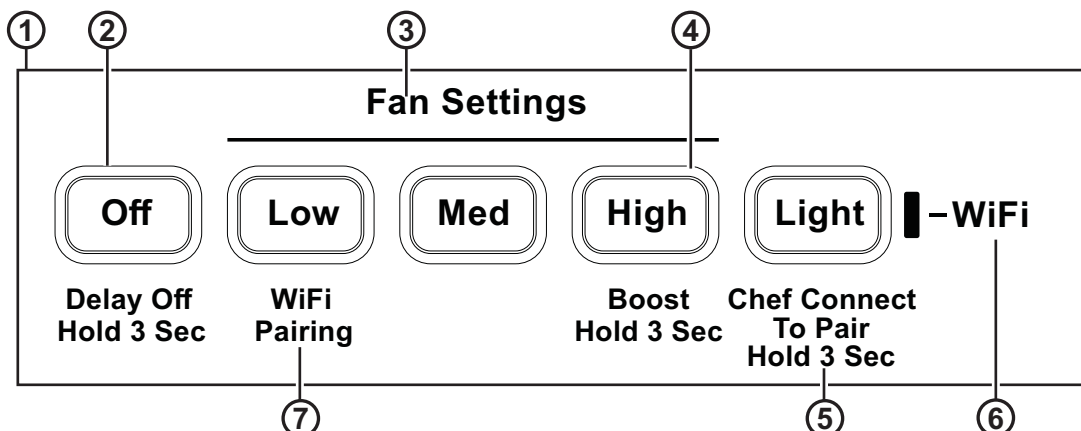 1 2 3 4
Fan Settings
Off Low Med High Light -WiFi
Delay Off
Hold 3 Sec
WiFi
Pairing
Boost
Hold 3 Sec
Chef Connect
To Pair
Hold 3 Sec
7 5 6